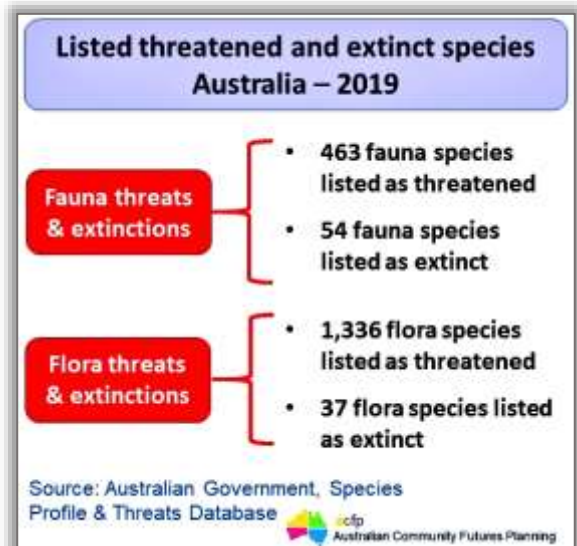 Listed threatened and extinct species
Australia – 2019
Fauna threats
& extinctions
• 463 fauna species
listed as threatened
• 54 fauna species
listed as extinct
Flora threats
& extinctions
• 1,336 flora species
listed as threatened
• 37 flora species listed
as extinct
Source: Australian Government, Species
Profile & Threats Database
acfp
Australian Community Futures Planning